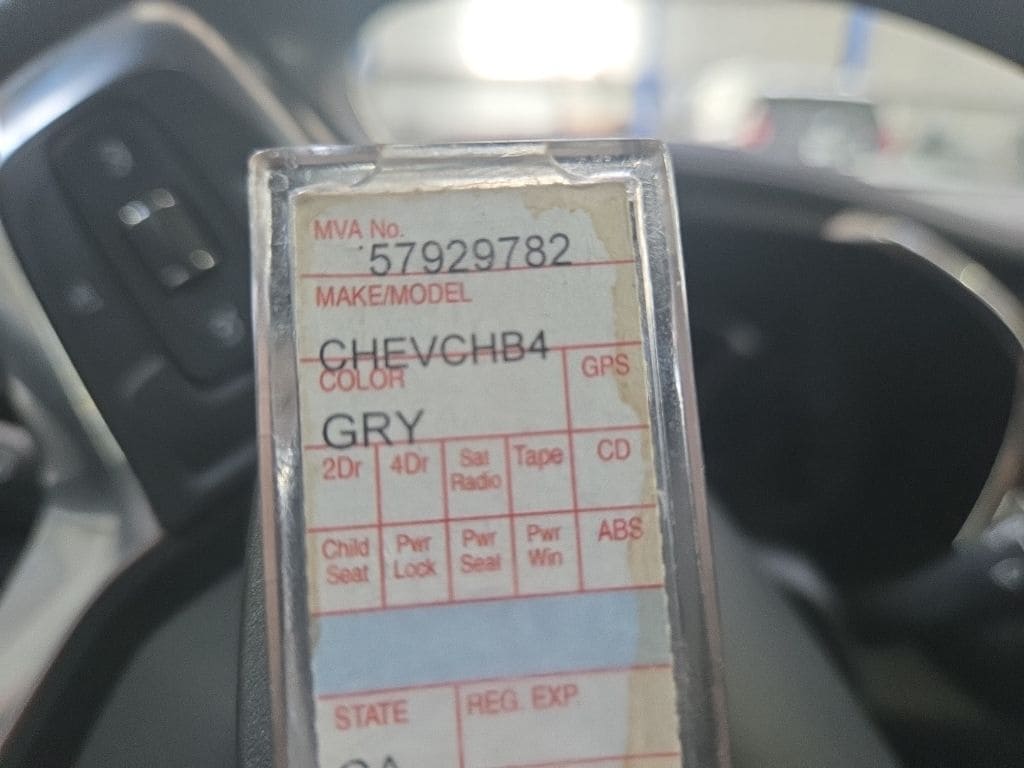 MVA No.
57929782
MAKE/MODEL
CHEVCHB4
COLOR GPS
GRY
2Dr 4Dr Sat Radio Tape CD
Child Seat Pwr Lock Pwr Seat Pwr Win ABS
STATE REG. EXP.